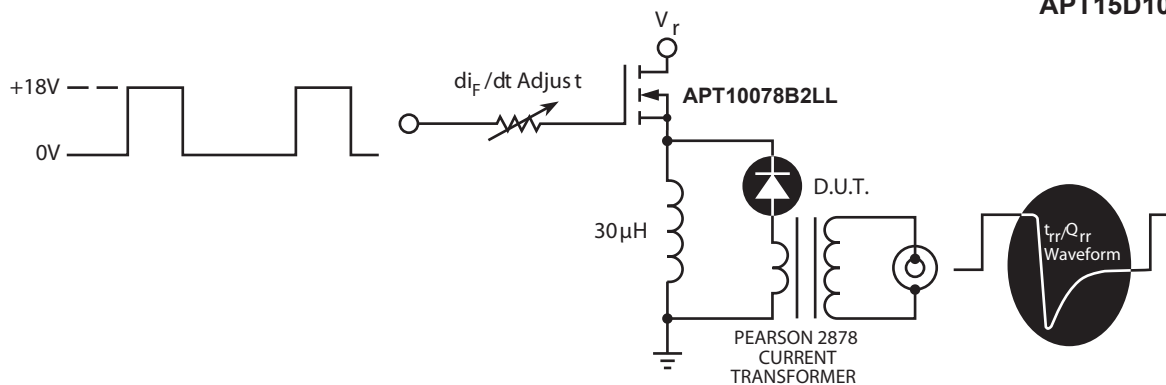 APT15D10
V
r
+18V
0V
di
F
/dt Adjust
APT10078B2LL
D.U.T.
30µH
t
rr
/Q
rr
Waveform
PEARSON 2878
CURRENT
TRANSFORMER